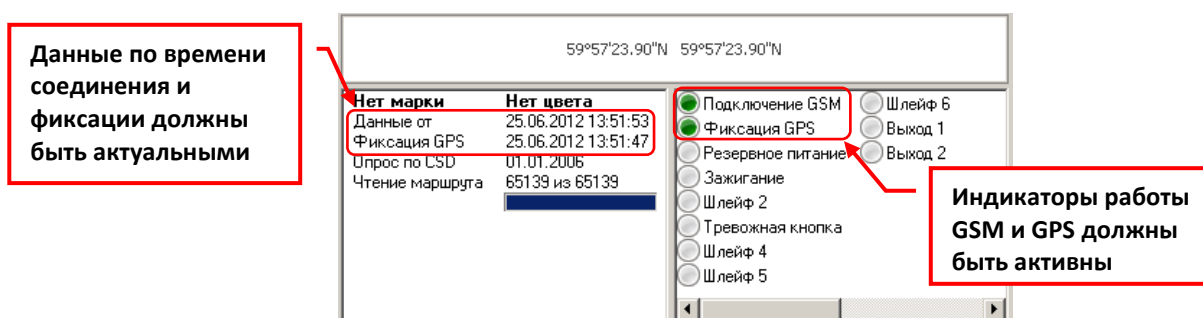 Данные по времени
соединения и
фиксации должны
быть актуальными
59°57'23.90"N 59°57'23.90"N
Нет марки Нет цвета
Данные от 25.06.2012 13:51:53
Фиксация GPS 25.06.2012 13:51:47
Опрос по CSD 01.01.2006
Чтение маршрута 65139 из 65139
Подключение GSM
Фиксация GPS
Резервное питание
Зажигание
Шлейф 2
Тревожная кнопка
Шлейф 4
Шлейф 5
Шлейф 6
Выход 1
Выход 2
Индикаторы работы
GSM и GPS должны
быть активны